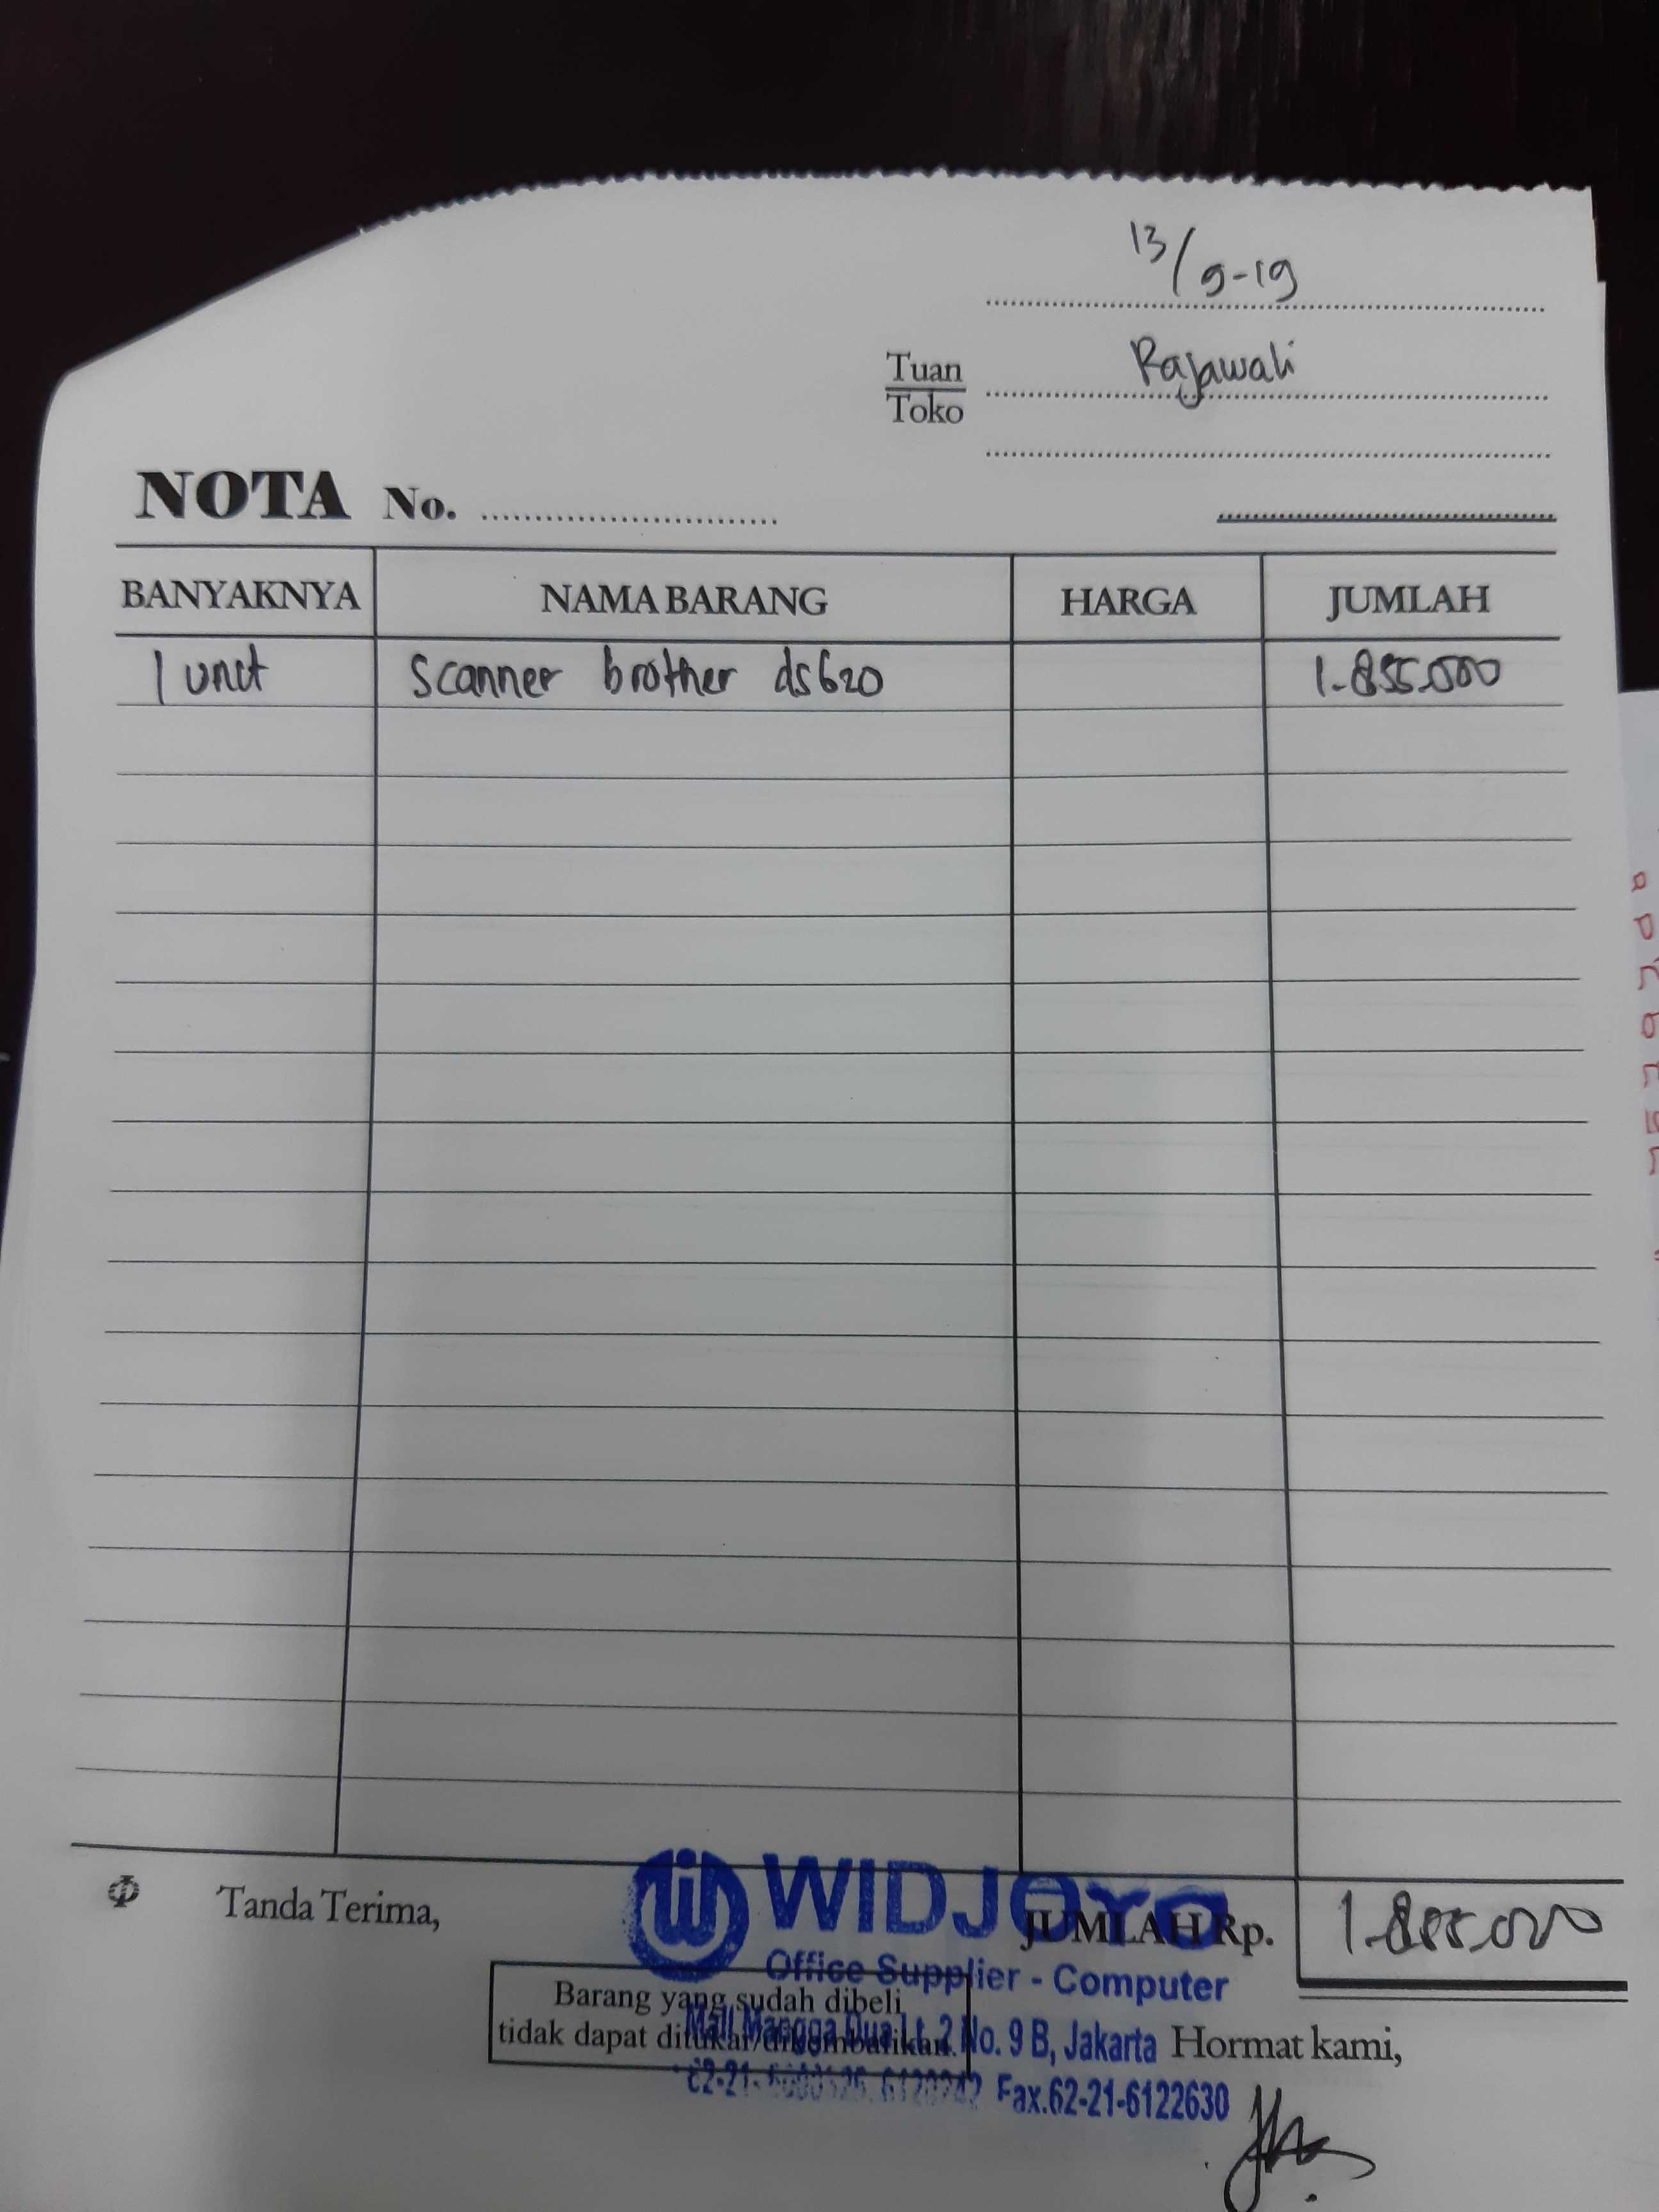 13/9-19
Tuan
Toko
Rajawali
NOTA No.
BANYAKNYA NAMA BARANG HARGA JUMLAH
1 unit Scanner brother ds620 1.855.000
Tanda Terima,
WIDJaya
JUMLAH Rp. 1.855.000
Office Supplier - Computer
Barang yang sudah dibeli
tidak dapat ditukar/dikembalikan.
Mall Mangga Dua Lt. 2 No. 9 B, Jakarta
Hormat kami,
Fax.62-21-6122630